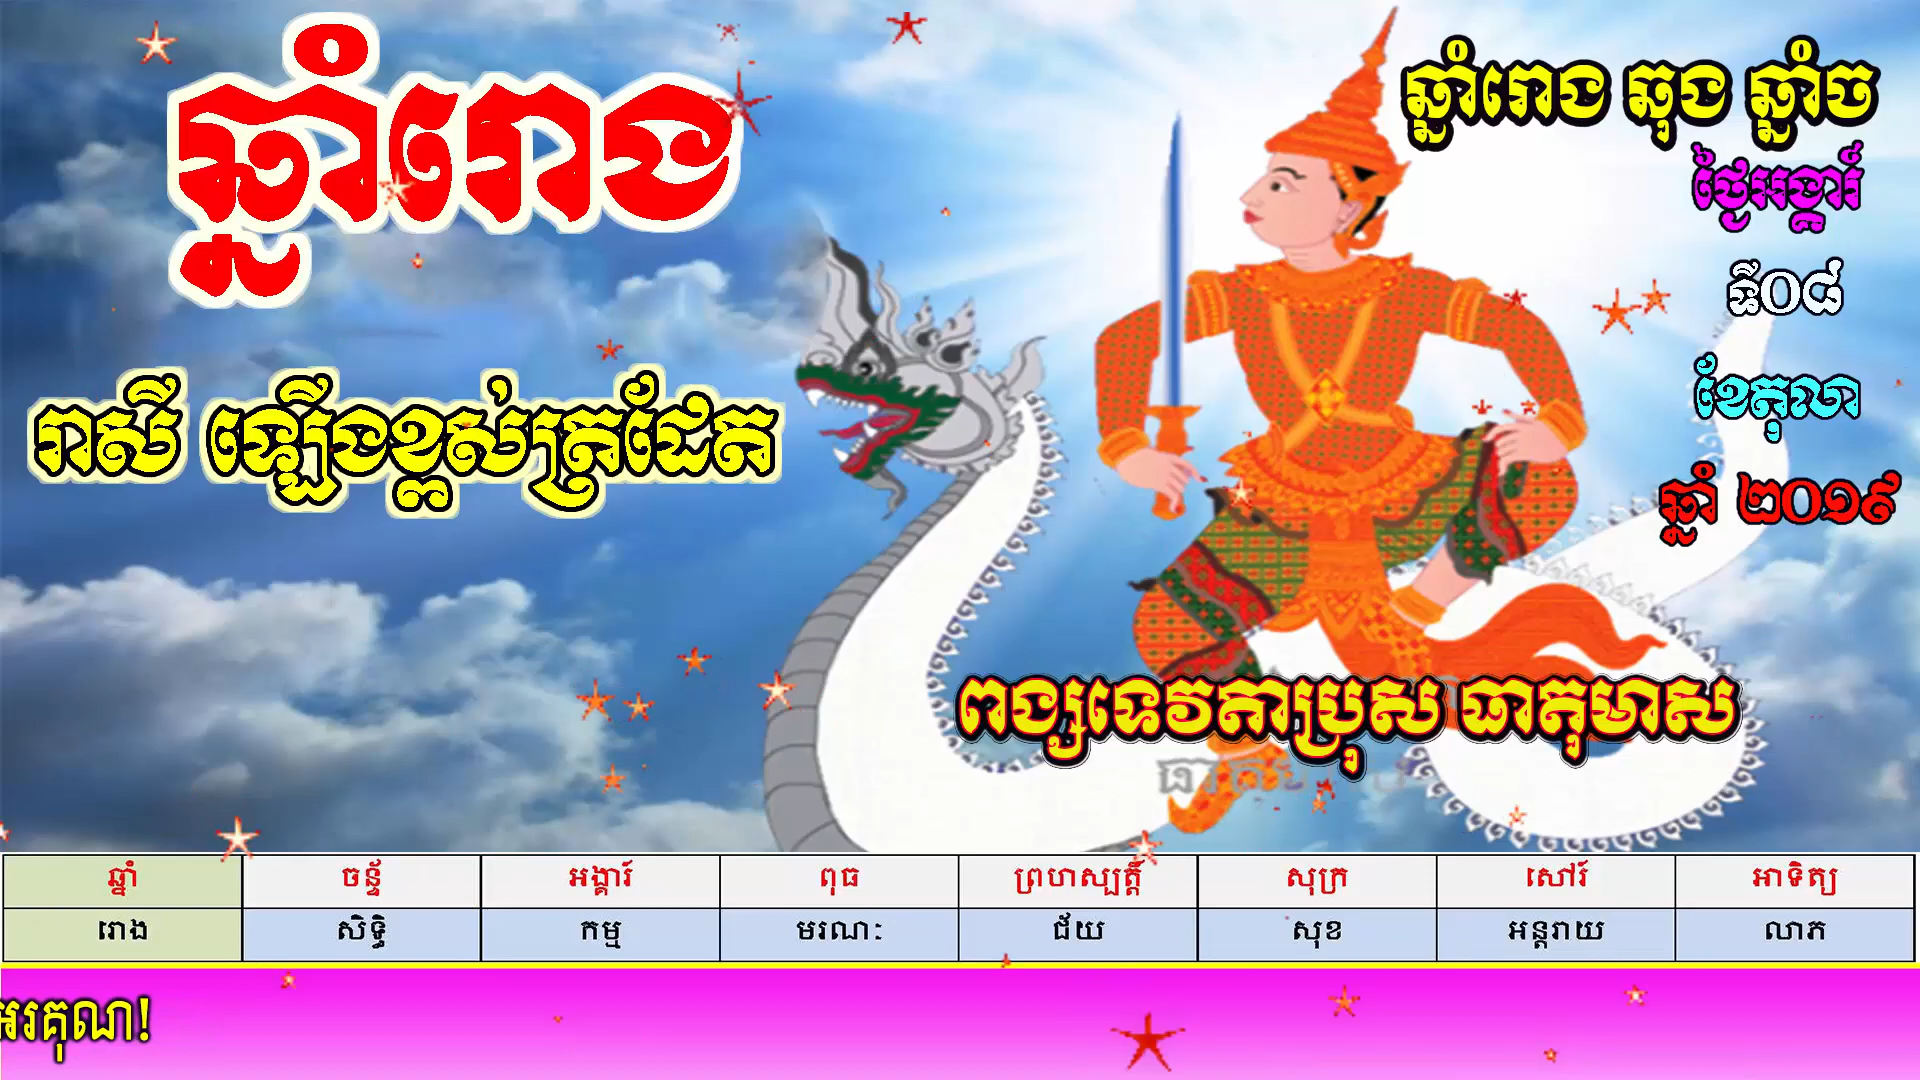 ឆ្នាំរោង
រាសី ឡើងខ្ពស់ត្រដែត
ឆ្នាំរោង ឆុង ឆ្នាំច
ថ្ងៃអង្គារ៍
ទី០៨
ខែតុលា
ឆ្នាំ ២០១៩
ពង្សទេវតាប្រុស ធាតុមាស
ឆ្នាំ ចន្ទ័ អង្គារ៍ ពុធ ព្រហស្បត្តិ៍ សុក្រ សៅរ៍ អាទិត្យ
រោង សិទ្ធិ កម្ម មរណៈ ជ័យ សុខ អន្តរាយ លាភ
អរគុណ!